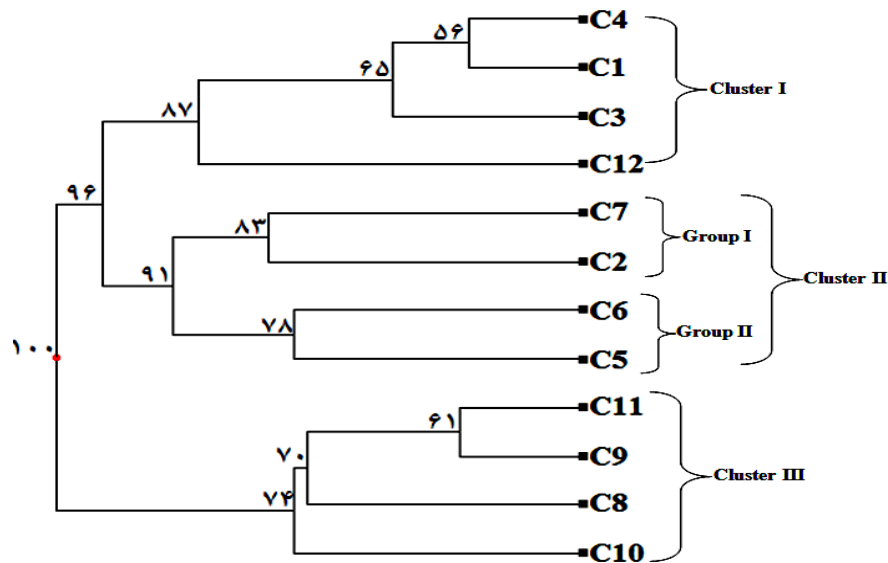 C4
۵۶
C1
۶۵
Cluster I
C3
۸۷
C12
۹۶
C7
۸۳
Group I
C2
۹۱
Cluster II
C6
۷۸
Group II
C5
۱۰۰
C11
۶۱
C9
۷۰
Cluster III
۷۴
C8
C10